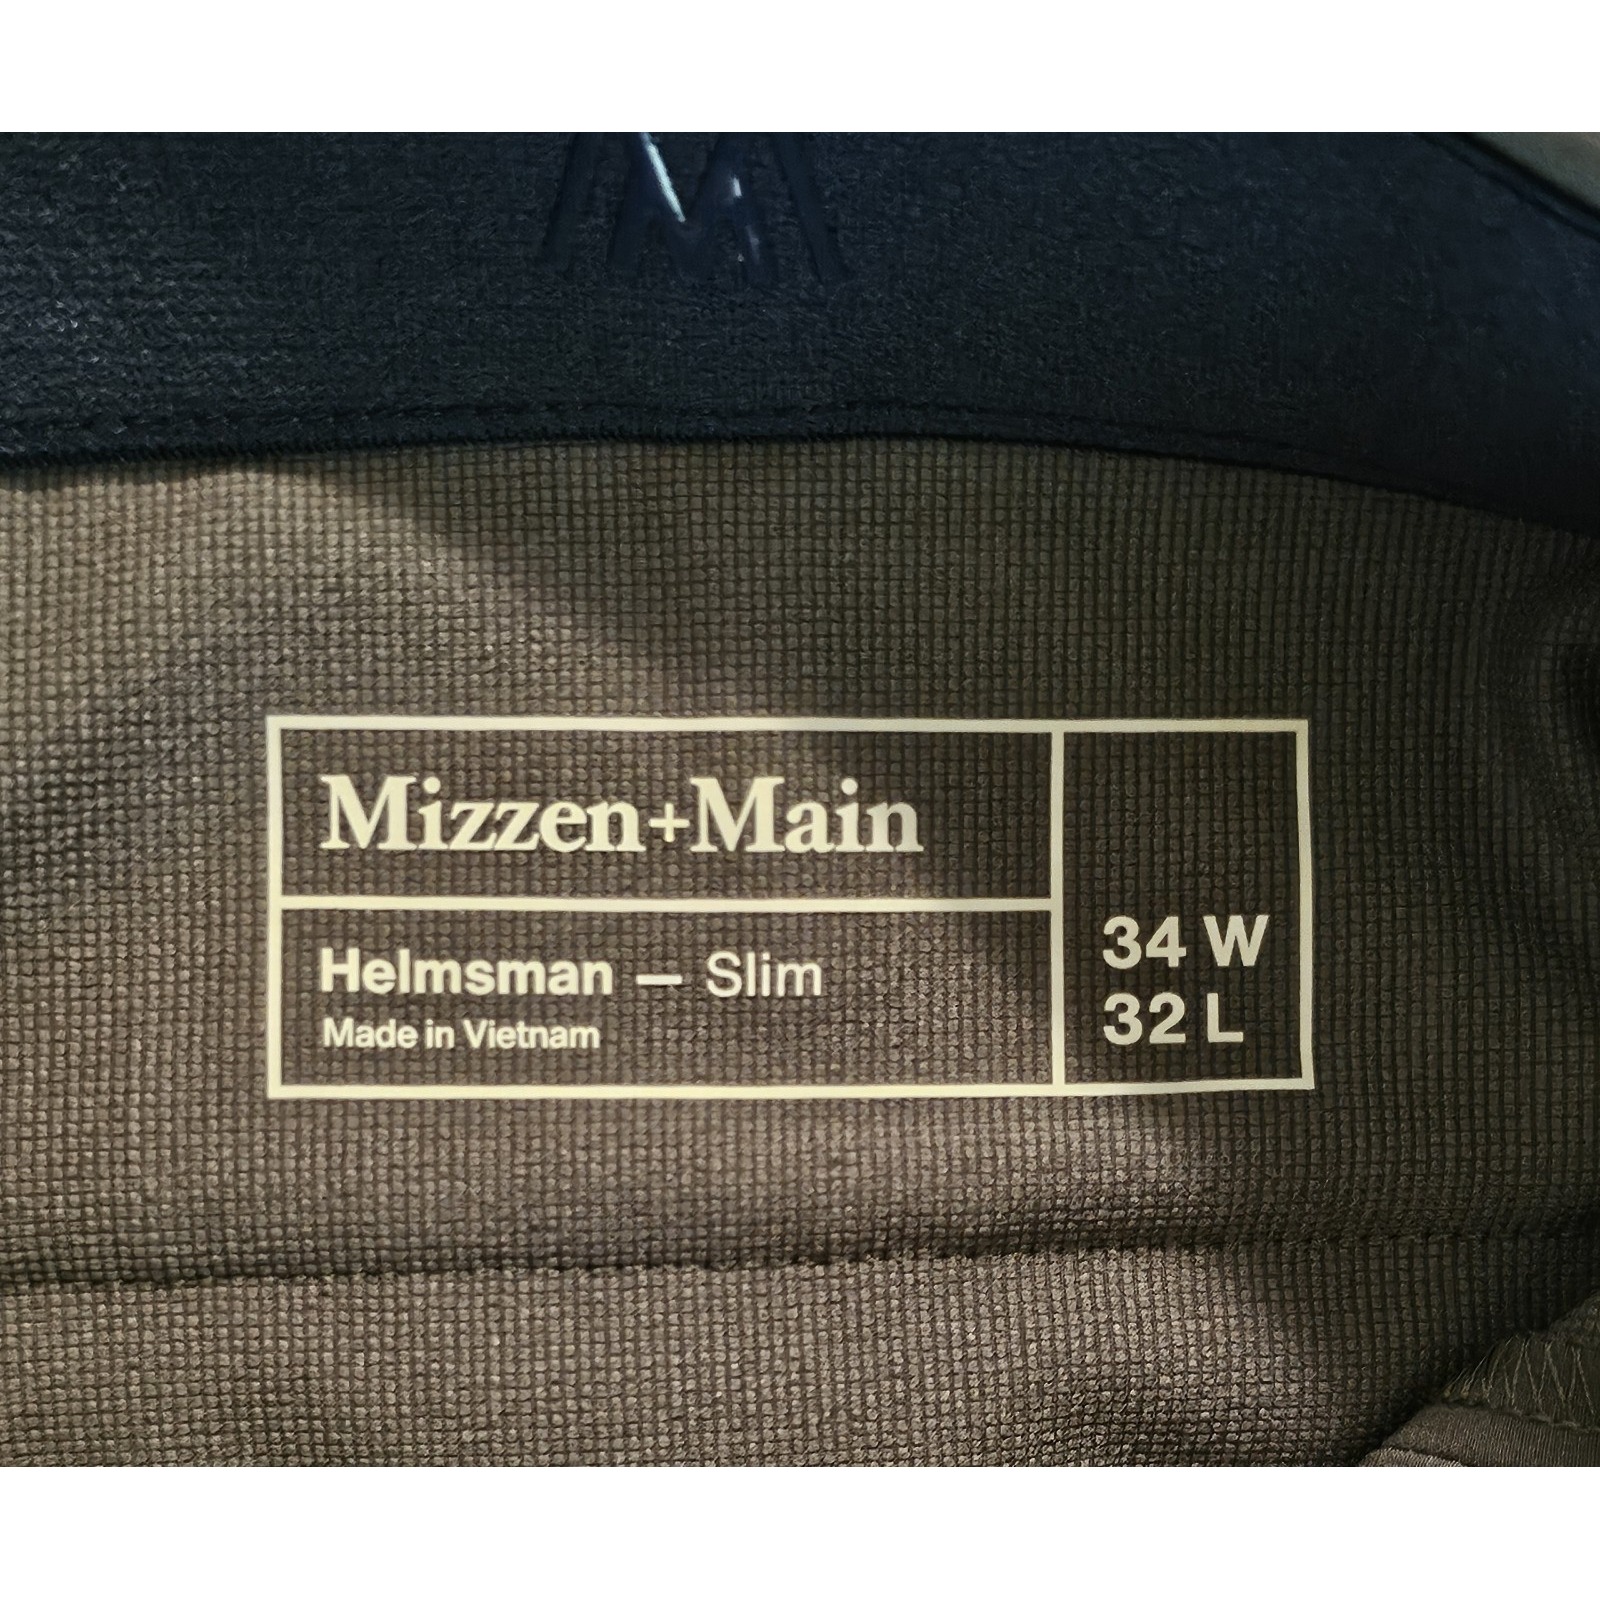 M
Mizzen+Main
Helmsman — Slim
Made in Vietnam
34 W
32 L